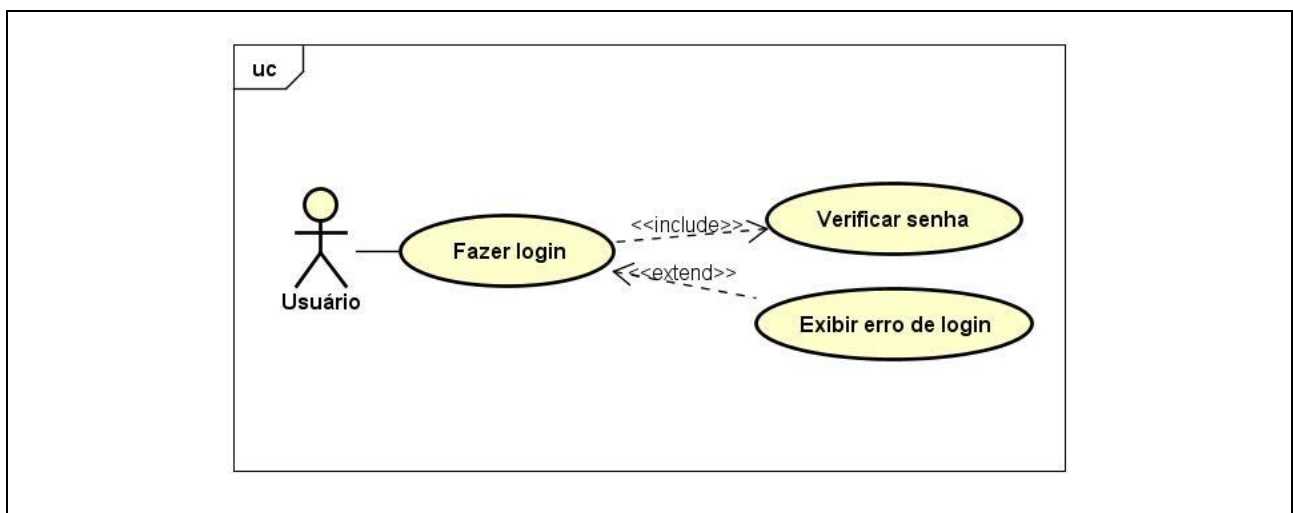 uc
<<include>>
Verificar senha
Fazer login
<<extend>>
Usuário
Exibir erro de login